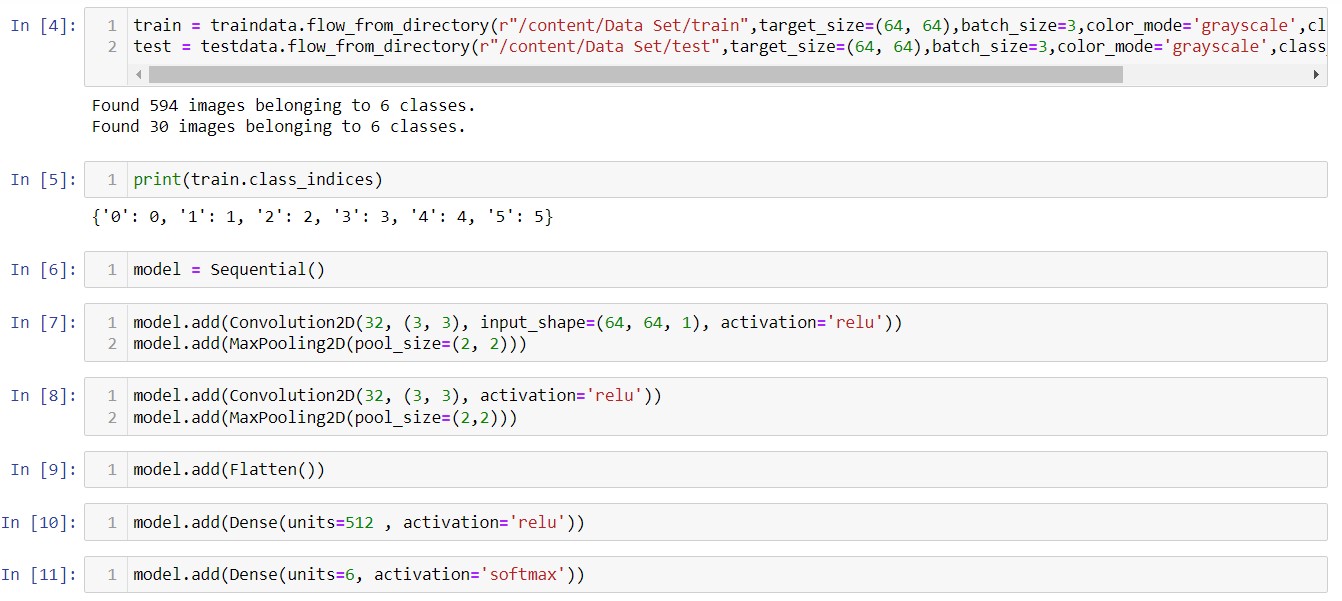 In [4]:
1 train = traindata.flow_from_directory(r"/content/Data Set/train",target_size=(64, 64),batch_size=3,color_mode='grayscale',cl
2 test = testdata.flow_from_directory(r"/content/Data Set/test",target_size=(64, 64),batch_size=3,color_mode='grayscale',class
Found 594 images belonging to 6 classes.
Found 30 images belonging to 6 classes.
In [5]:
1 print(train.class_indices)
{'0': 0, '1': 1, '2': 2, '3': 3, '4': 4, '5': 5}
In [6]:
1 model = Sequential()
In [7]:
1 model.add(Convolution2D(32, (3, 3), input_shape=(64, 64, 1), activation='relu'))
2 model.add(MaxPooling2D(pool_size=(2, 2)))
In [8]:
1 model.add(Convolution2D(32, (3, 3), activation='relu'))
2 model.add(MaxPooling2D(pool_size=(2,2)))
In [9]:
1 model.add(Flatten())
In [10]:
1 model.add(Dense(units=512 , activation='relu'))
In [11]:
1 model.add(Dense(units=6, activation='softmax'))